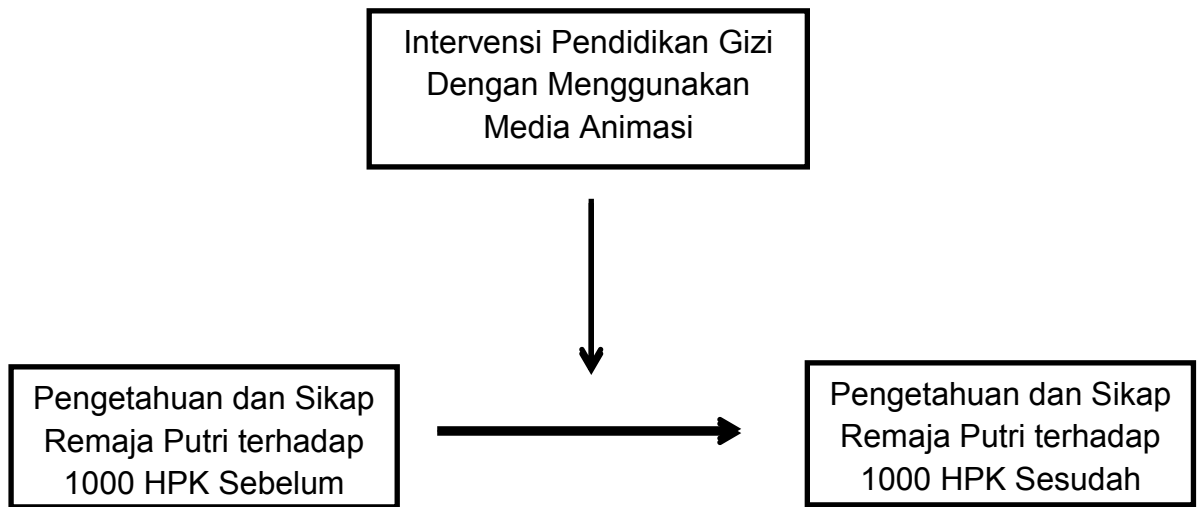 Intervensi Pendidikan Gizi
Dengan Menggunakan
Media Animasi
Pengetahuan dan Sikap
Remaja Putri terhadap
1000 HPK Sebelum
Pengetahuan dan Sikap
Remaja Putri terhadap
1000 HPK Sesudah